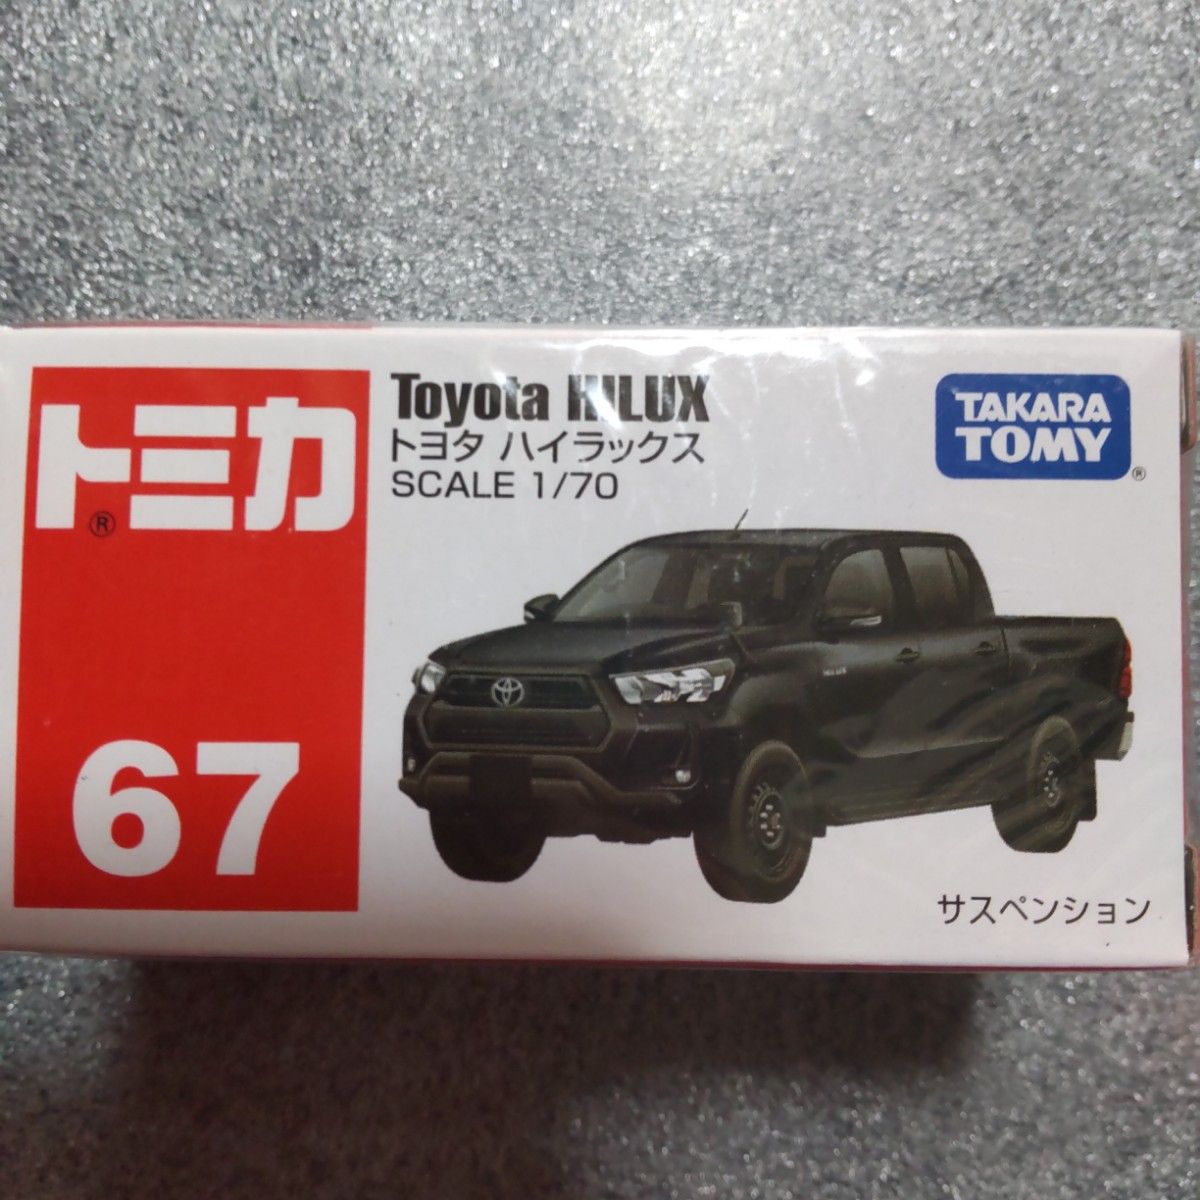 トミカ®
67
Toyota HILUX
トヨタ ハイラックス
SCALE 1/70
TAKARA
TOMY®
サスペンション